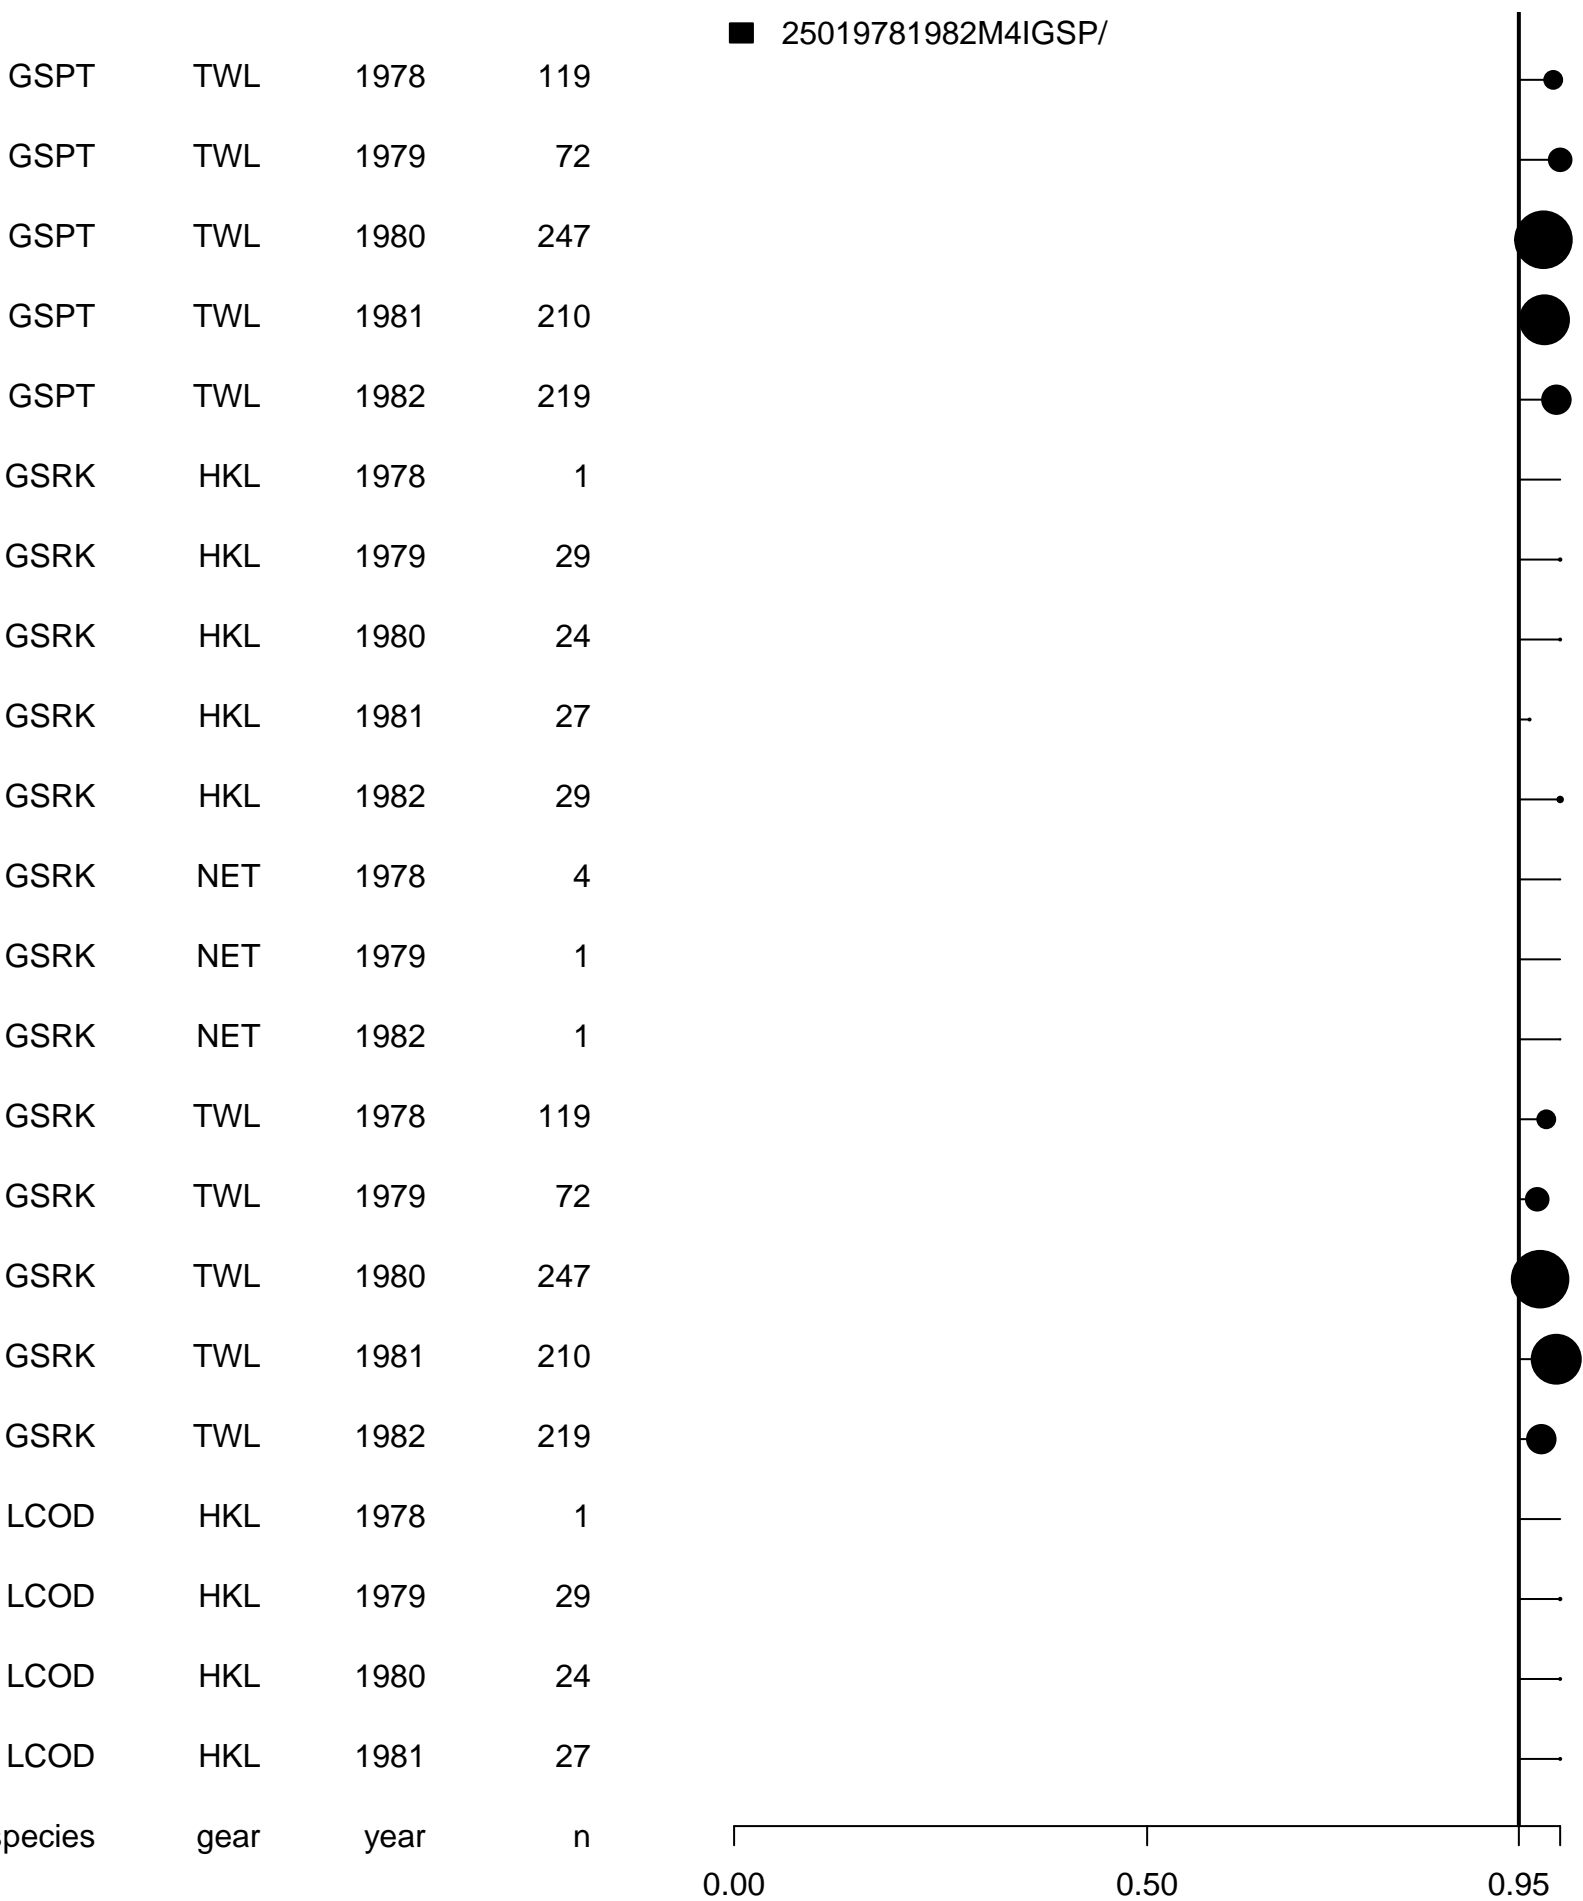 25019781982M4IGSP/
GSPT TWL 1978 119
GSPT TWL 1979 72
GSPT TWL 1980 247
GSPT TWL 1981 210
GSPT TWL 1982 219
GSRK HKL 1978 1
GSRK HKL 1979 29
GSRK HKL 1980 24
GSRK HKL 1981 27
GSRK HKL 1982 29
GSRK NET 1978 4
GSRK NET 1979 1
GSRK NET 1982 1
GSRK TWL 1978 119
GSRK TWL 1979 72
GSRK TWL 1980 247
GSRK TWL 1981 210
GSRK TWL 1982 219
LCOD HKL 1978 1
LCOD HKL 1979 29
LCOD HKL 1980 24
LCOD HKL 1981 27
pecies gear year n
0.00 0.50 0.95